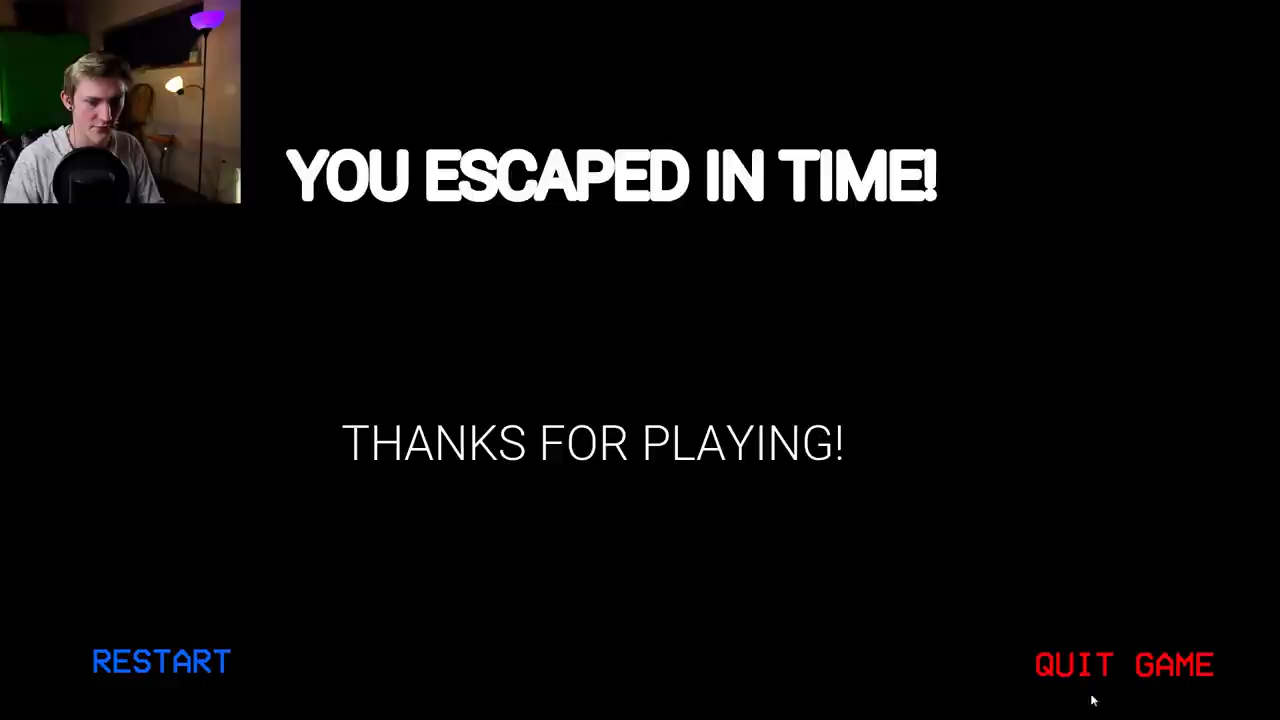 YOU ESCAPED IN TIME!
THANKS FOR PLAYING!
RESTART
QUIT GAME